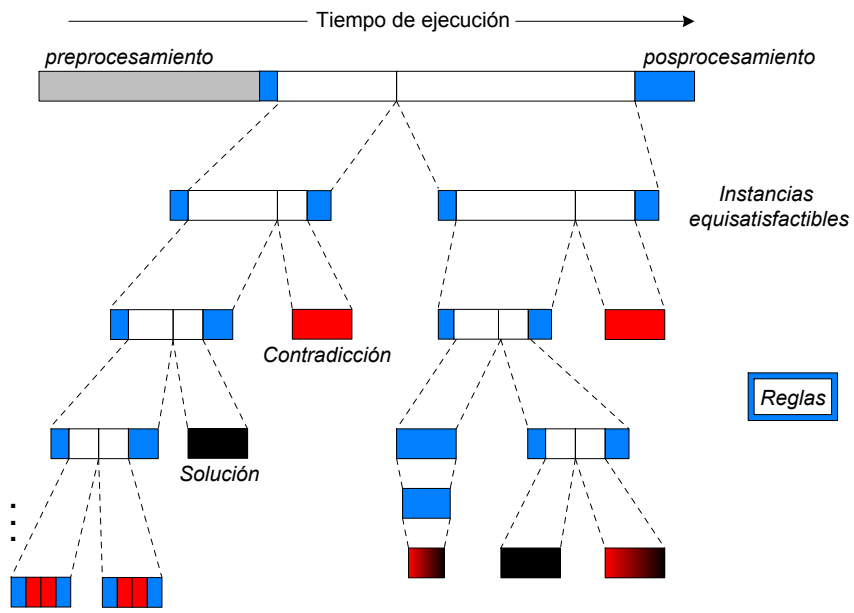 Tiempo de ejecución
preprocesamiento
posprocesamiento
Instancias
equisatisfactibles
Contradicción
Reglas
Solución